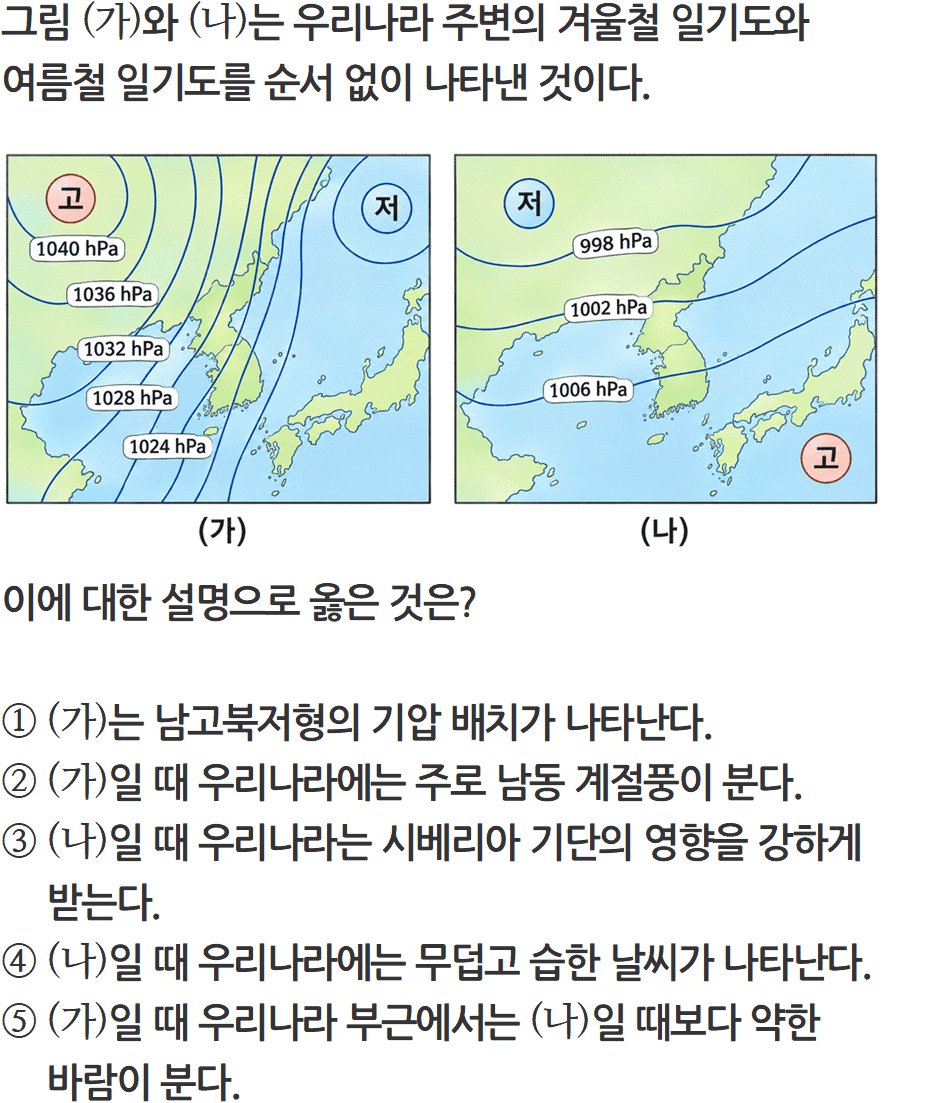 그림 (가)와 (나)는 우리나라 주변의 겨울철 일기도와
여름철 일기도를 순서 없이 나타낸 것이다.
고
저
1040 hPa
1036 hPa
1032 hPa
1028 hPa
1024 hPa
(가)
저
998 hPa
1002 hPa
1006 hPa
고
(나)
이에 대한 설명으로 옳은 것은?
① (가)는 남고북저형의 기압 배치가 나타난다.
② (가)일 때 우리나라에는 주로 남동 계절풍이 분다.
③ (나)일 때 우리나라는 시베리아 기단의 영향을 강하게
받는다.
④ (나)일 때 우리나라에는 무덥고 습한 날씨가 나타난다.
⑤ (가)일 때 우리나라 부근에서는 (나)일 때보다 약한
바람이 분다.